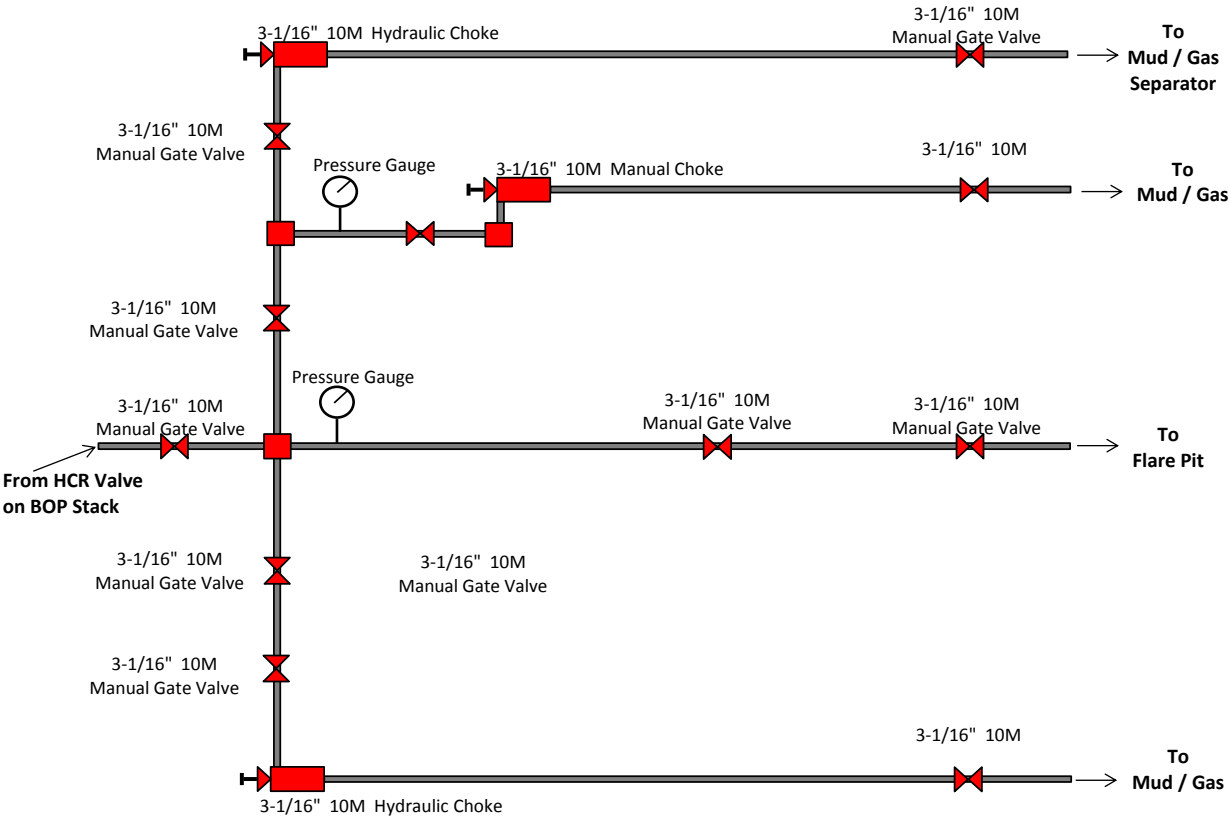 3-1/16" 10M Hydraulic Choke
3-1/16" 10M
Manual Gate Valve
To
Mud / Gas
Separator
3-1/16" 10M
Manual Gate Valve
Pressure Gauge
3-1/16" 10M Manual Choke
3-1/16" 10M
To
Mud / Gas
3-1/16" 10M
Manual Gate Valve
Pressure Gauge
3-1/16" 10M
Manual Gate Valve
3-1/16" 10M
Manual Gate Valve
3-1/16" 10M
Manual Gate Valve
To
Flare Pit
From HCR Valve
on BOP Stack
3-1/16" 10M
Manual Gate Valve
3-1/16" 10M
Manual Gate Valve
3-1/16" 10M
Manual Gate Valve
3-1/16" 10M
To
Mud / Gas
3-1/16" 10M Hydraulic Choke